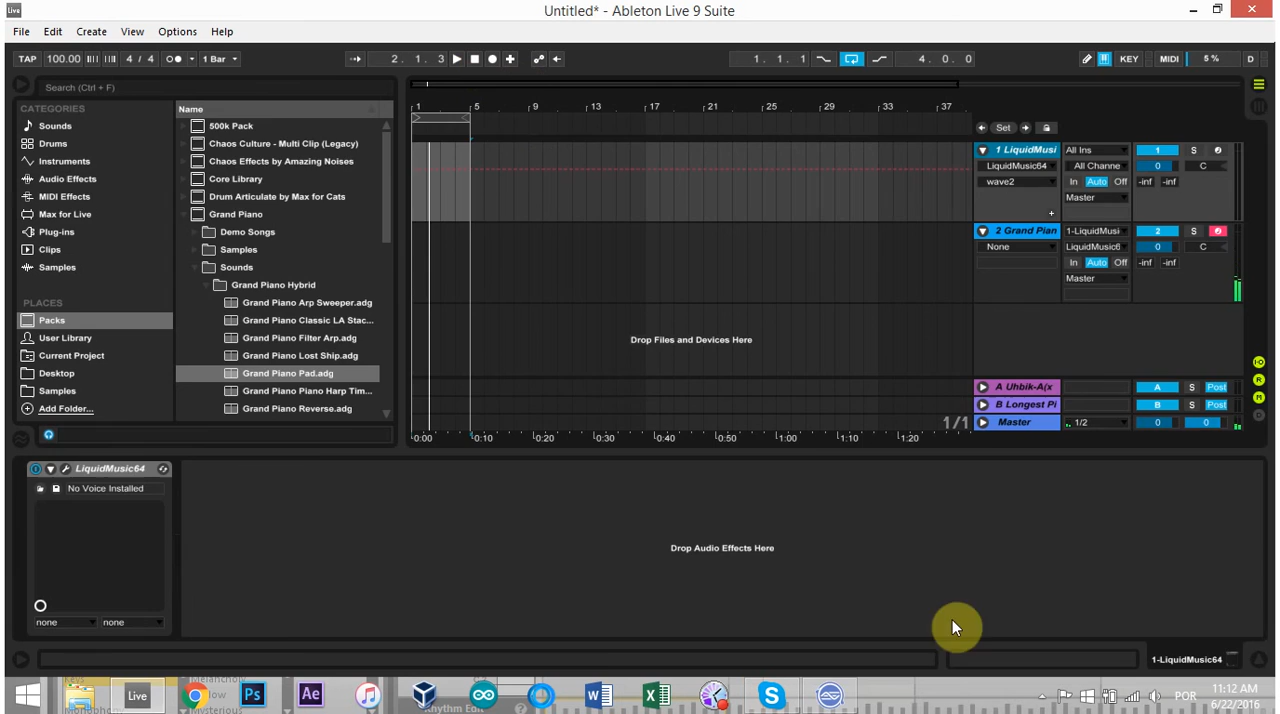 Live
Untitled* - Ableton Live 9 Suite
File Edit Create View Options Help
TAP 100.00 4 / 4 1 Bar 2. 1. 3 1. 1. 1 4. 0. 0 KEY MIDI 5 % D
Search (Ctrl + F)
CATEGORIES
Sounds
Drums
Instruments
Audio Effects
MIDI Effects
Max for Live
Plug-ins
Clips
Samples
PLACES
Packs
User Library
Current Project
Desktop
Samples
Add Folder...
Name
500k Pack
Chaos Culture - Multi Clip (Legacy)
Chaos Effects by Amazing Noises
Core Library
Drum Articulate by Max for Cats
Grand Piano
Demo Songs
Samples
Sounds
Grand Piano Hybrid
Grand Piano Arp Sweeper.adg
Grand Piano Classic LA Stac...
Grand Piano Filter Arp.adg
Grand Piano Lost Ship.adg
Grand Piano Pad.adg
Grand Piano Piano Harp Tim...
Grand Piano Reverse.adg
1 5 9 13 17 21 25 29 33 37
Set
1 LiquidMusi All Ins 1 S
LiquidMusic64 All Channe 0 C
wave2 In Auto Off -inf -inf
Master
2 Grand Pian 1-LiquidMusi 2 S
None LiquidMusic6 0 C
In Auto Off -inf -inf
Master
Drop Files and Devices Here
A Uhbik-A(x A S Post
B Longest Pi B S Post
Master 1/2 0 0
1/1
0:00 0:10 0:20 0:30 0:40 0:50 1:00 1:10 1:20
LiquidMusic64
No Voice Installed
none none
Drop Audio Effects Here
1-LiquidMusic64
Live Ps Ae
Rhythm Edit
POR
11:12 AM
6/22/2016